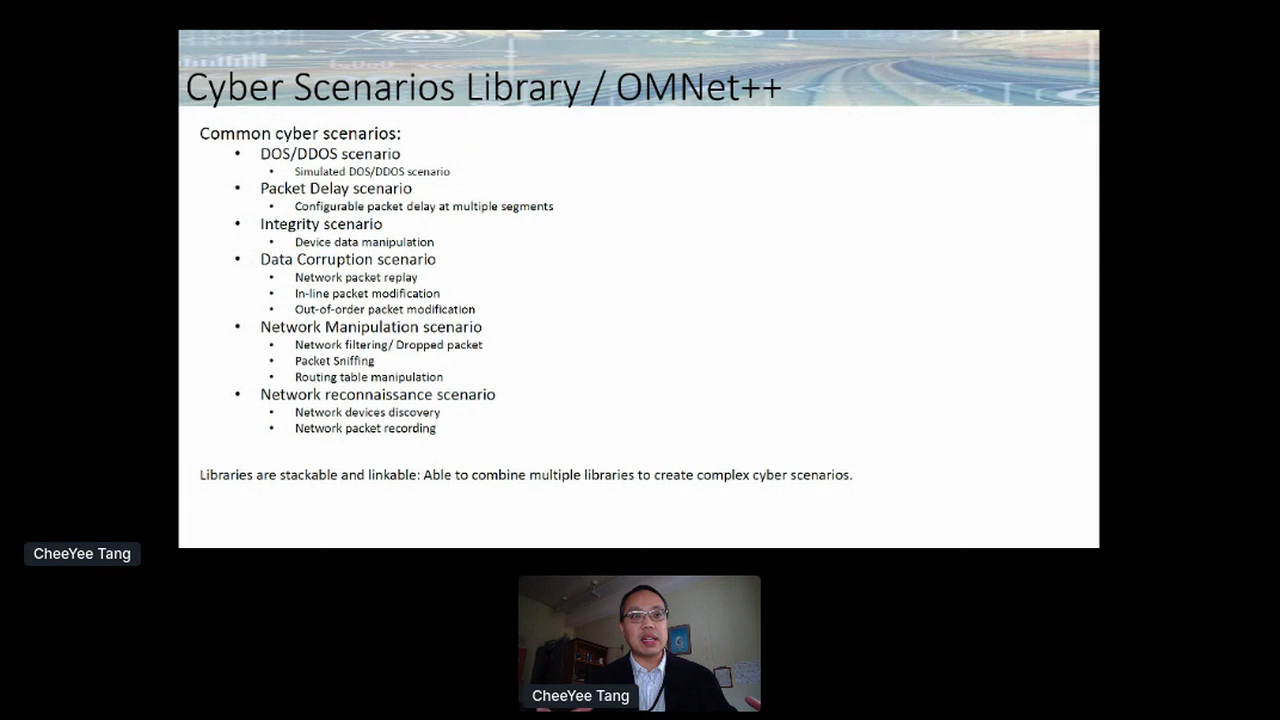 Cyber Scenarios Library / OMNet++
Common cyber scenarios:
• DOS/DDOS scenario
• Simulated DOS/DDOS scenario
• Packet Delay scenario
• Configurable packet delay at multiple segments
• Integrity scenario
• Device data manipulation
• Data Corruption scenario
• Network packet replay
• In-line packet modification
• Out-of-order packet modification
• Network Manipulation scenario
• Network filtering/ Dropped packet
• Packet Sniffing
• Routing table manipulation
• Network reconnaissance scenario
• Network devices discovery
• Network packet recording
Libraries are stackable and linkable: Able to combine multiple libraries to create complex cyber scenarios.
CheeYee Tang
CheeYee Tang